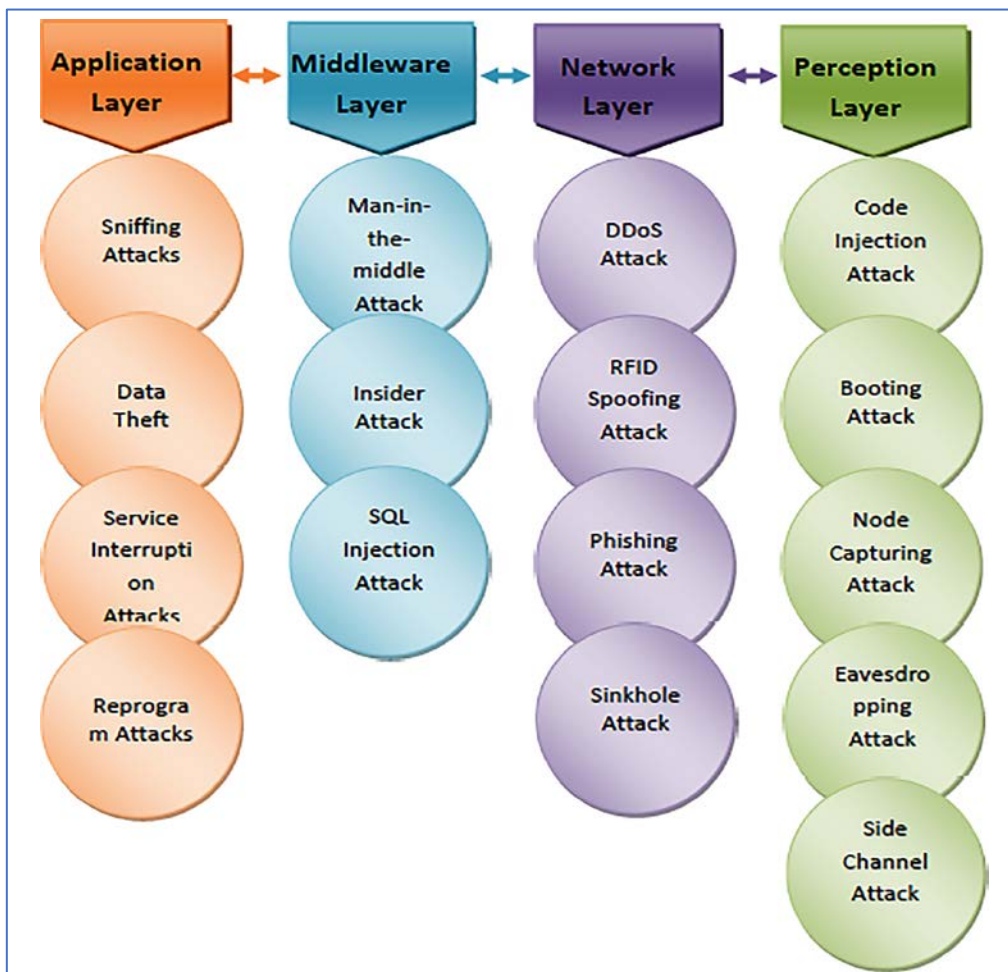 Application
Layer
Sniffing
Attacks
Data
Theft
Service
Interrupti
on
Attacks
Reprogra
m Attacks
Middleware
Layer
Man-in-
the-
middle
Attack
Insider
Attack
SQL
Injection
Attack
Network
Layer
DDoS
Attack
RFID
Spoofing
Attack
Phishing
Attack
Sinkhole
Attack
Perception
Layer
Code
Injection
Attack
Booting
Attack
Node
Capturing
Attack
Eavesdro
pping
Attack
Side
Channel
Attack